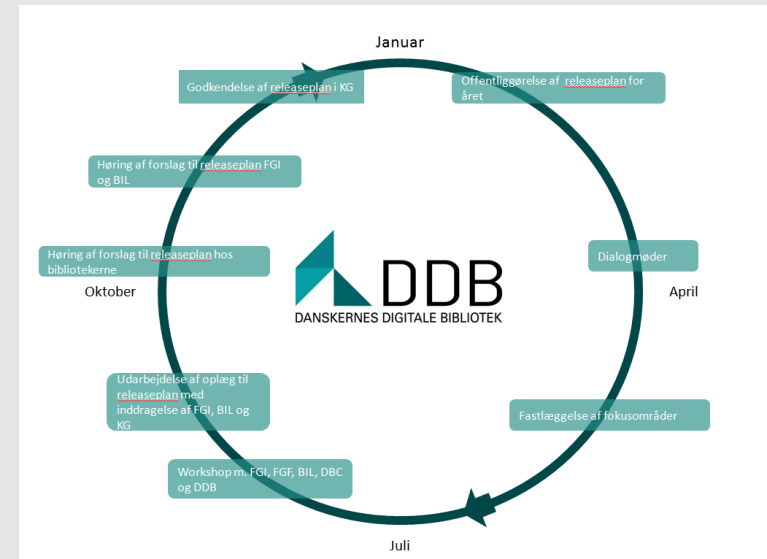 Januar
Godkendelse af releaseplan i KG
Offentliggørelse af releaseplan for
året
Høring af forslag til releaseplan FGI
og BIL
Høring af forslag til releaseplan hos
bibliotekerne
Dialogmøder
Oktober
April
DDB
DANSKERNES DIGITALE BIBLIOTEK
Udarbejdelse af oplæg til
releaseplan med
inddragelse af FGI, BIL og
KG
Fastlæggelse af fokusområder
Workshop m. FGI, FGF, BIL, DBC
og DDB
Juli